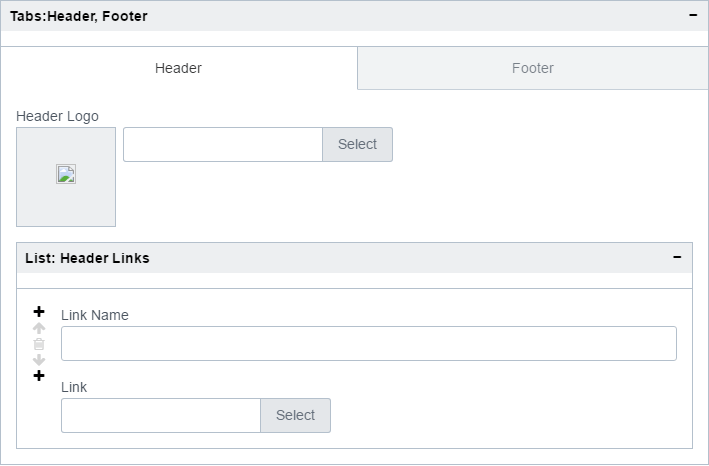 Tabs:Header, Footer
Header
Footer
Header Logo
Select
List: Header Links
Link Name
Link
Select